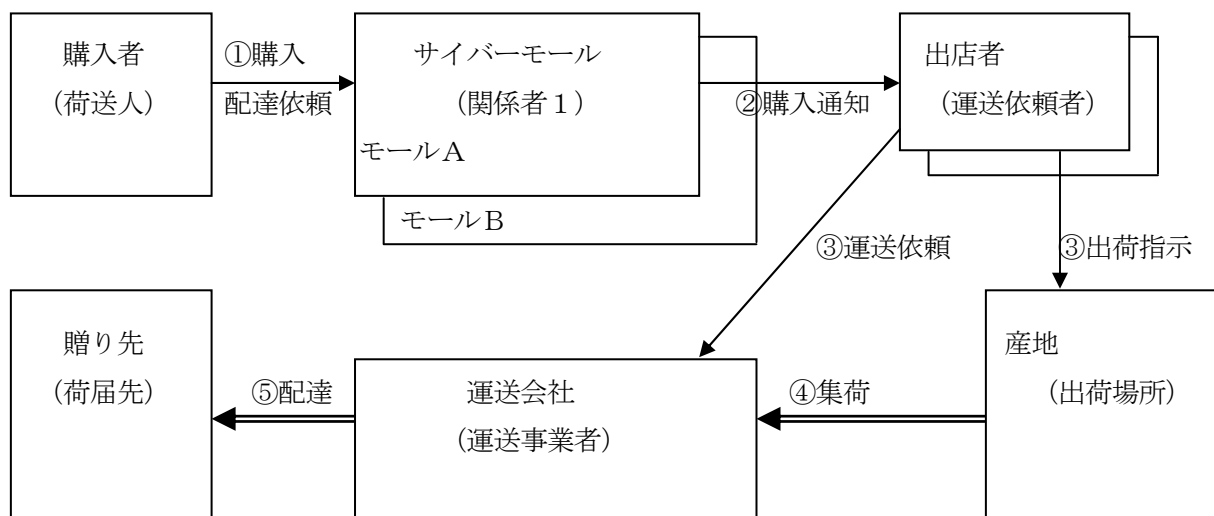 購入者
（荷送人）
①購入
配達依頼
サイバーモール
（関係者１）
モールＡ
モールＢ
②購入通知
出店者
（運送依頼者）
③運送依頼
③出荷指示
贈り先
（荷届先）
⑤配達
運送会社
（運送事業者）
④集荷
産地
（出荷場所）